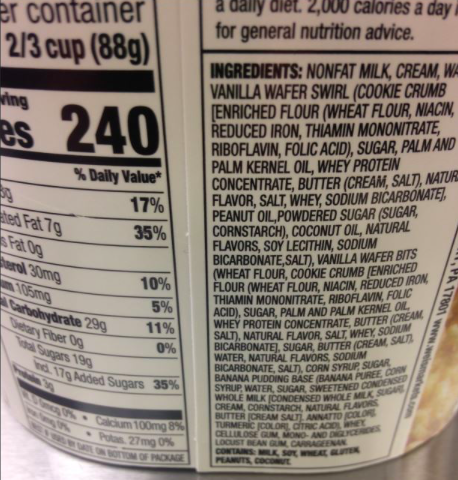 er container
2/3 cup (88g)
ving
es 240
% Daily Value*
17%
ated Fat 7g 35%
s Fat 0g
sterol 30mg 10%
m 105mg 5%
Carbohydrate 29g 11%
Dietary Fiber 0g 0%
Total Sugars 19g
Incl. 17g Added Sugars 35%
Protein 3g
Calcium 100mg 8%
Potas. 27mg 0%
DATE ON BOTTOM OF PACKAGE
a daily diet. 2,000 calories a day
for general nutrition advice.
INGREDIENTS: NONFAT MILK, CREAM, WA
VANILLA WAFER SWIRL (COOKIE CRUMB
[ENRICHED FLOUR (WHEAT FLOUR, NIACIN,
REDUCED IRON, THIAMIN MONONITRATE,
RIBOFLAVIN, FOLIC ACID), SUGAR, PALM AND
PALM KERNEL OIL, WHEY PROTEIN
CONCENTRATE, BUTTER (CREAM, SALT), NATUR
FLAVOR, SALT, WHEY, SODIUM BICARBONATE],
PEANUT OIL,POWDERED SUGAR (SUGAR,
CORNSTARCH), COCONUT OIL, NATURAL
FLAVORS, SOY LECITHIN, SODIUM
BICARBONATE,SALT), VANILLA WAFER BITS
(WHEAT FLOUR, COOKIE CRUMB [ENRICHED
FLOUR (WHEAT FLOUR, NIACIN, REDUCED IRON,
THIAMIN MONONITRATE, RIBOFLAVIN, FOLIC
ACID), SUGAR, PALM AND PALM KERNEL OIL,
WHEY PROTEIN CONCENTRATE, BUTTER (CREAM,
SALT), NATURAL FLAVOR, SALT, WHEY, SODIUM
BICARBONATE], SUGAR, BUTTER (CREAM, SALT),
WATER, NATURAL FLAVORS, SODIUM
BICARBONATE, SALT), CORN SYRUP, SUGAR,
BANANA PUDDING BASE (BANANA PUREE, CORN
SYRUP, WATER, SUGAR, SWEETENED CONDENSED
WHOLE MILK [CONDENSED WHOLE MILK, SUGAR],
CREAM, CORNSTARCH, NATURAL FLAVORS,
BUTTER [CREAM SALT], ANNATTO [COLOR],
TURMERIC [COLOR], CITRIC ACID), WHEY,
CELLULOSE GUM, MONO- AND DIGLYCERIDES,
LOCUST BEAN GUM, CARRAGEENAN.
CONTAINS: MILK, SOY, WHEAT, GLUTEN,
PEANUTS, COCONUT.